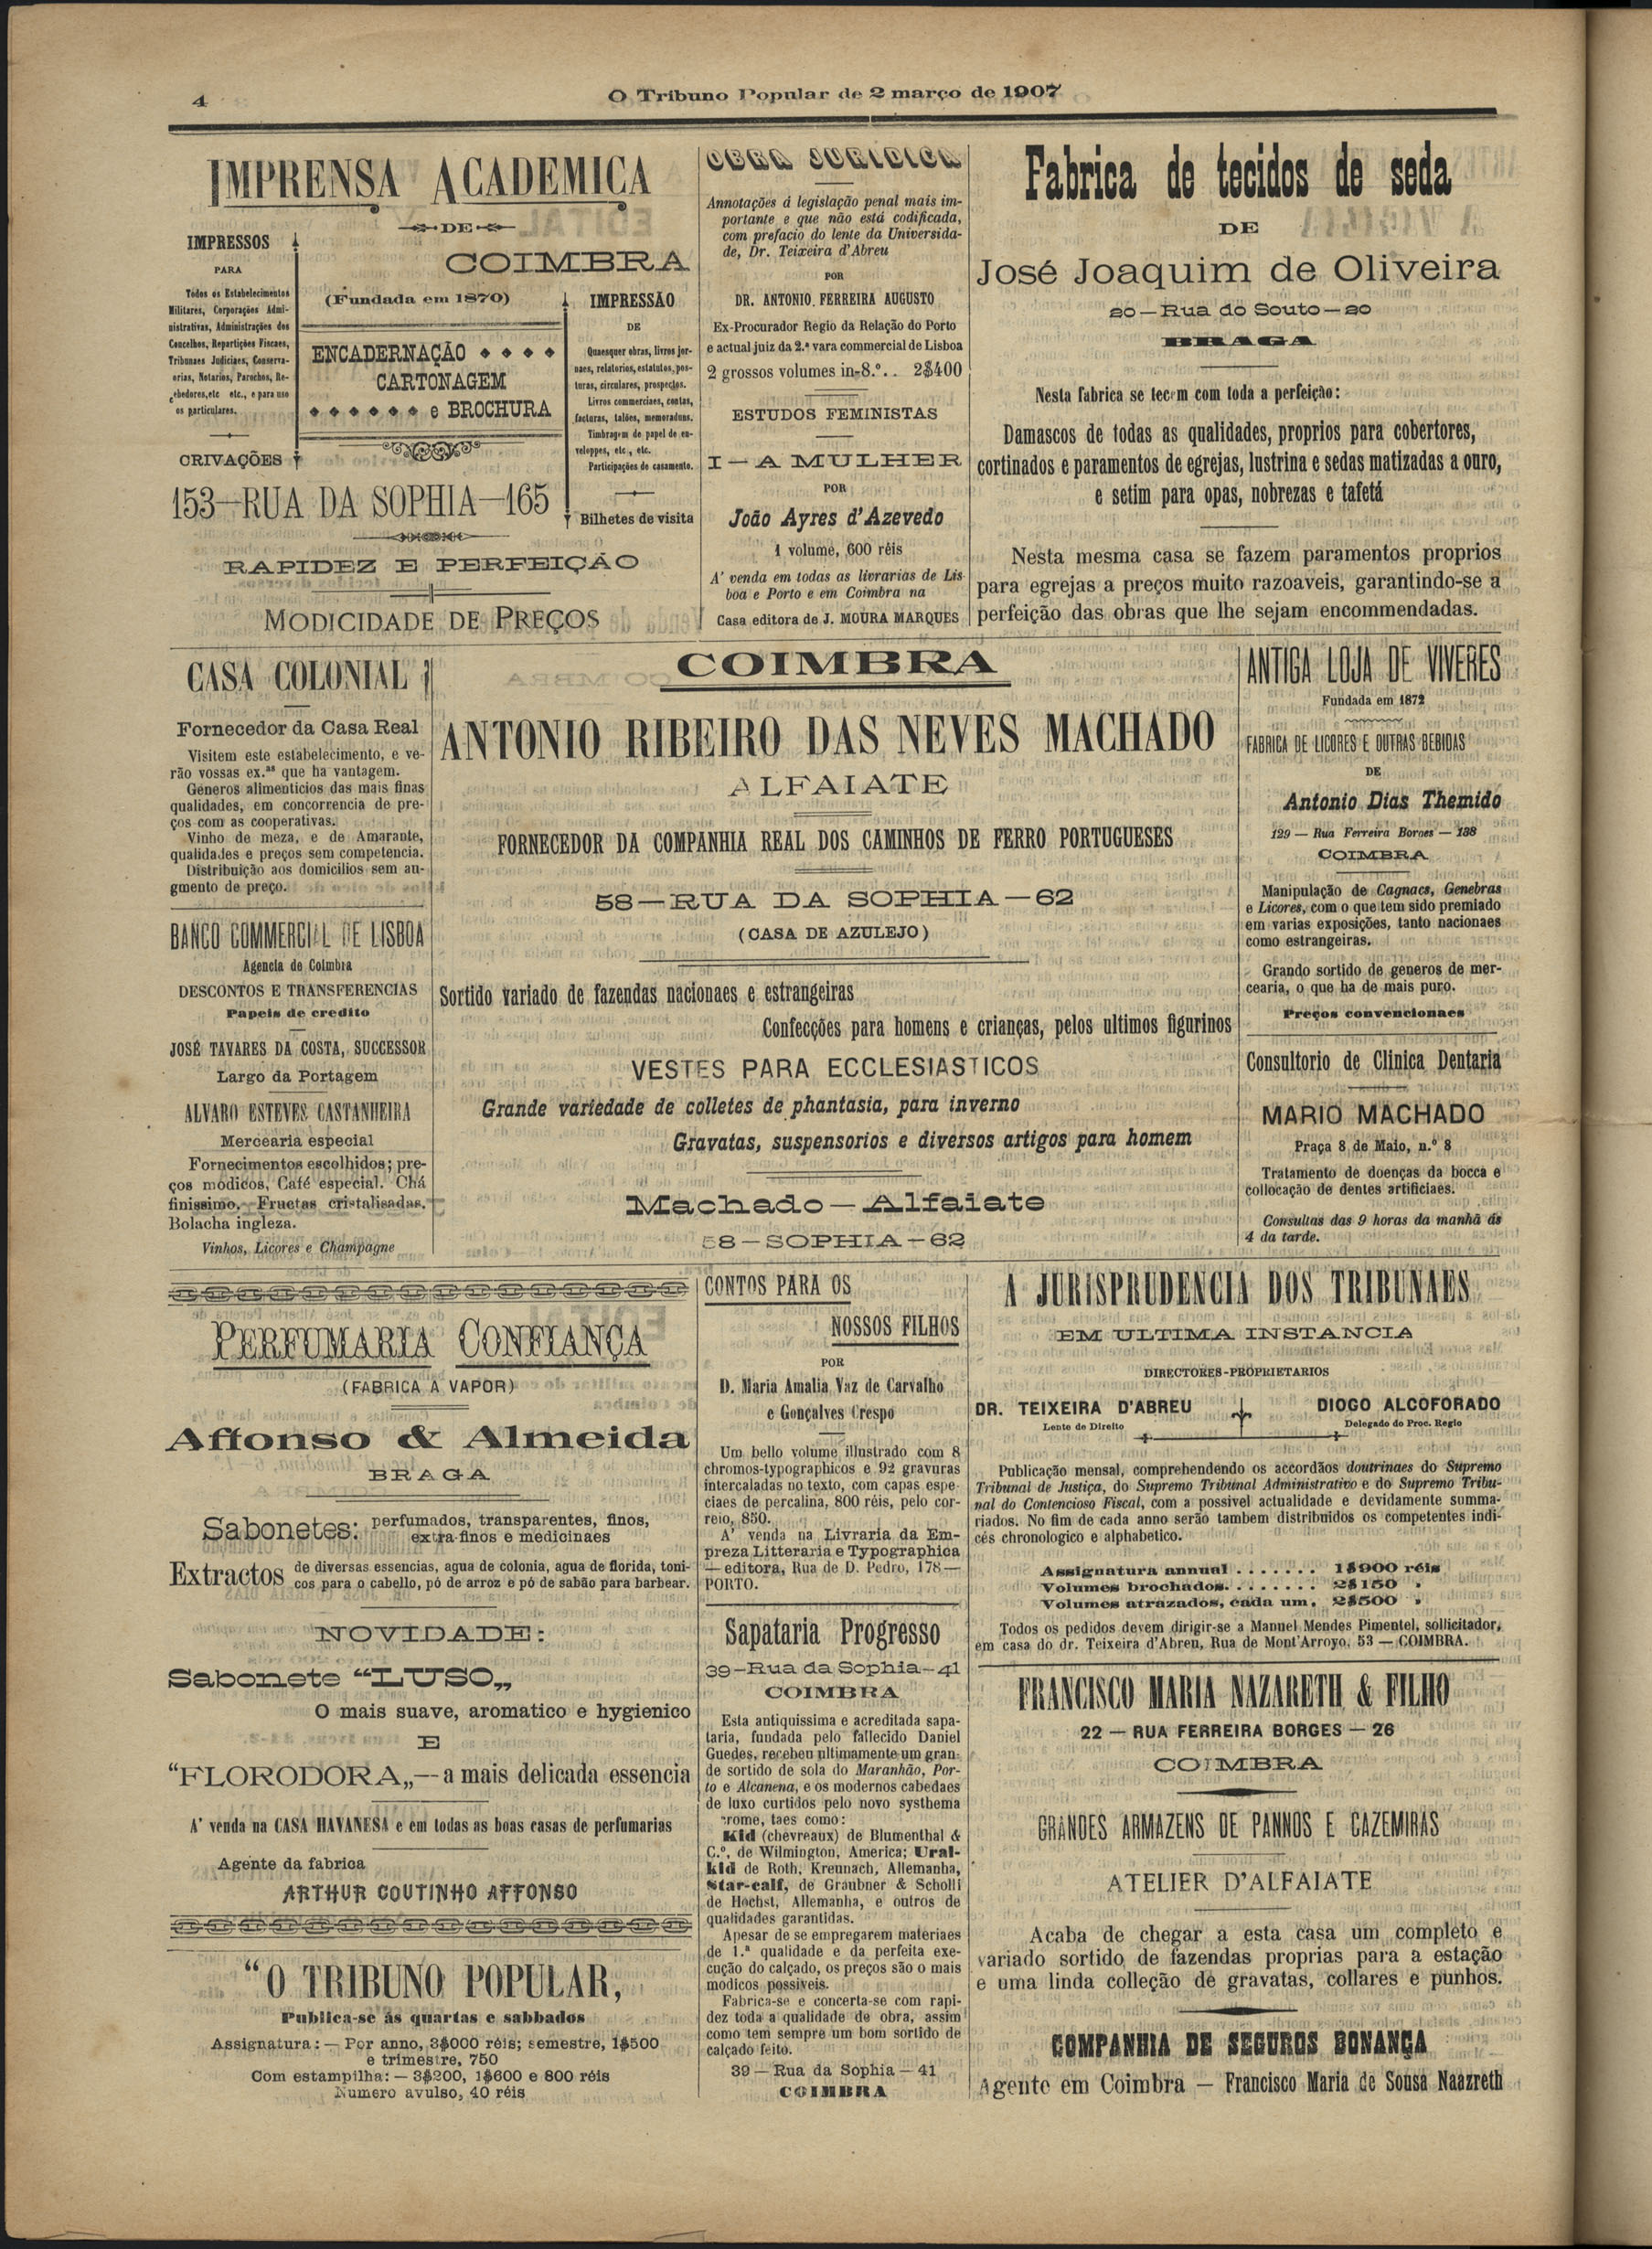 4
O Tribuno Popular de 2 março de 1907
IMPRENSA ACADEMICA
DE
COIMBRA
(Fundada em 1870)
IMPRESSOS
PARA
Todos os Estabelecimentos
Militares, Corporações Admi-
nistrativas, Administrações dos
Concelhos, Repartições Fiscaes,
Tribunaes Judiciaes, Conserva-
orias, Notarios, Parochos, Re-
cebedores,etc etc., e para uso
os particulares.
CRIVAÇÕES
ENCADERNAÇÃO
CARTONAGEM
e BROCHURA
IMPRESSÃO
DE
Quaesquer obras, livros jor-
naes, relatorios, estatutos, pos-
turas, circulares, prospectos.
Livros commerciaes, contas,
facturas, talões, memoraduns.
Timbragem de papel de en-
veloppes, etc., etc.
Participações de casamento.
Bilhetes de visita
153—RUA DA SOPHIA—165
RAPIDEZ E PERFEIÇÃO
MODICIDADE DE PREÇOS
OBRA JURIDICA
Annotações á legislação penal mais im-
portante e que não está codificada,
com prefacio do lente da Universida-
de, Dr. Teixeira d'Abreu
POR
DR. ANTONIO FERREIRA AUGUSTO
Ex-Procurador Regio da Relação do Porto
e actual juiz da 2.ª vara commercial de Lisboa
2 grossos volumes in-8.º.. 2$400
ESTUDOS FEMINISTAS
I—A MULHER
POR
João Ayres d'Azevedo
1 volume, 600 réis
A' venda em todas as livrarias de Lis
boa e Porto e em Coimbra na
Casa editora de J. MOURA MARQUES
Fabrica de tecidos de seda
DE
José Joaquim de Oliveira
20—Rua do Souto—20
BRAGA
Nesta fabrica se tecem com toda a perfeição:
Damascos de todas as qualidades, proprios para cobertores,
cortinados e paramentos de egrejas, lustrina e sedas matizadas a ouro,
e setim para opas, nobrezas e tafetá
Nesta mesma casa se fazem paramentos proprios
para egrejas a preços muito razoaveis, garantindo-se a
perfeição das obras que lhe sejam encommendadas.
CASA COLONIAL
Fornecedor da Casa Real
Visitem este estabelecimento, e ve-
rão vossas ex.ªˢ que ha vantagem.
Géneros alimenticios das mais finas
qualidades, em concorrencia de pre-
ços com as cooperativas.
Vinho de meza, e de Amarante,
qualidades e preços sem competencia.
Distribuição aos domicilios sem au-
gmento de preço.
BANCO COMMERCIAL DE LISBOA
Agencia de Coimbra
DESCONTOS E TRANSFERENCIAS
Papeis de credito
JOSÉ TAVARES DA COSTA, SUCCESSOR
Largo da Portagem
ALVARO ESTEVES CASTANHEIRA
Mercearia especial
Fornecimentos escolhidos; pre-
ços modicos, Café especial. Chá
finissimo, Fructas cristalisadas,
Bolacha ingleza.
Vinhos, Licores e Champagne
COIMBRA
ANTONIO RIBEIRO DAS NEVES MACHADO
ALFAIATE
FORNECEDOR DA COMPANHIA REAL DOS CAMINHOS DE FERRO PORTUGUESES
58—RUA DA SOPHIA—62
(CASA DE AZULEJO)
Sortido variado de fazendas nacionaes e estrangeiras
Confecções para homens e crianças, pelos ultimos figurinos
VESTES PARA ECCLESIASTICOS
Grande variedade de colletes de phantasia, para inverno
Gravatas, suspensorios e diversos artigos para homem
Machado—Alfaiate
58—SOPHIA—62
ANTIGA LOJA DE VIVERES
Fundada em 1872
FABRICA DE LICORES E OUTRAS BEBIDAS
DE
Antonio Dias Themido
129 — Rua Ferreira Borges — 138
COIMBRA
Manipulação de Cagnacs, Genebras
e Licores, com o que tem sido premiado
em varias exposições, tanto nacionaes
como estrangeiras.
Grando sortido de generos de mer-
cearia, o que ha de mais puro.
Preços convencionaes
Consultorio de Clinica Dentaria
MARIO MACHADO
Praça 8 de Maio, n.º 8
Tratamento de doenças da bocca e
collocação de dentes artificiaes.
Consultas das 9 horas da manhã ás
4 da tarde.
PERFUMARIA CONFIANÇA
(FABRICA A VAPOR)
Affonso & Almeida
BRAGA
Sabonetes: perfumados, transparentes, finos,
extra-finos e medicinaes
Extractos de diversas essencias, agua de colonia, agua de florida, toni-
cos para o cabello, pó de arroz e pó de sabão para barbear.
NOVIDADE:
Sabonete “LUSO„
O mais suave, aromatico e hygienico
E
“FLORODORA„—a mais delicada essencia
A' venda na CASA HAVANESA e em todas as boas casas de perfumarias
Agente da fabrica
ARTHUR COUTINHO AFFONSO
“O TRIBUNO POPULAR,
Publica-se ás quartas e sabbados
Assignatura: — Por anno, 3$000 réis; semestre, 1$500
e trimestre, 750
Com estampilha: — 3$200, 1$600 e 800 réis
Numero avulso, 40 réis
CONTOS PARA OS
NOSSOS FILHOS
POR
D. Maria Amalia Vaz de Carvalho
e Gonçalves Crespo
Um bello volume illustrado com 8
chromos-typographicos e 92 gravuras
intercaladas no texto, com capas espe
ciaes de percalina, 800 réis, pelo cor-
reio, 850.
A' venda na Livraria da Em-
preza Litteraria e Typographica
—editora, Rua de D. Pedro, 178—
PORTO.
Sapataria Progresso
39—Rua da Sophia—41
COIMBRA
Esta antiquissima e acreditada sapa-
taria, fundada pelo fallecido Daniel
Guedes, recebeu ultimamente um gran-
de sortido de sola do Maranhão, Por-
to e Alcanena, e os modernos cabedaes
de luxo curtidos pelo novo systhema
rome, taes como:
Kid (chevreaux) de Blumenthal &
C.º, de Wilmington, America; Ural-
kid de Roth, Kreunach, Allemanha,
Star-calf, de Graubner & Scholli
de Hochst, Allemanha, e outros de
qualidades garantidas.
Apesar de se empregarem materiaes
de 1.ª qualidade e da perfeita exe-
cução do calçado, os preços são o mais
modicos possiveis.
Fabrica-se e concerta-se com rapi-
dez toda a qualidade de obra, assim
como tem sempre um bom sortido de
calçado feito.
39 — Rua da Sophia — 41
COIMBRA
A JURISPRUDENCIA DOS TRIBUNAES
EM ULTIMA INSTANCIA
DIRECTORES-PROPRIETARIOS
DR. TEIXEIRA D'ABREU
Lente de Direito
DIOGO ALCOFORADO
Delegado do Proc. Regio
Publicação mensal, comprehendendo os accordãos doutrinaes do Supremo
Tribunal de Justiça, do Supremo Tribunal Administrativo e do Supremo Tribu-
nal do Contencioso Fiscal, com a possivel actualidade e devidamente summa-
riados. No fim de cada anno serão tambem distribuidos os competentes indi-
cés chronologico e alphabetico.
Assignatura annual . . . . . . . 1$900 réis
Volumes brochados. . . . . . . . 2$150 »
Volumes atrazados, cada um. 2$500 »
Todos os pedidos devem dirigir-se a Manuel Mendes Pimentel, sollicitador,
em casa do dr. Teixeira d'Abreu, Rua de Mont'Arroyo, 53 — COIMBRA.
FRANCISCO MARIA NAZARETH & FILHO
22 — RUA FERREIRA BORGES — 26
COIMBRA
GRANDES ARMAZENS DE PANNOS E CAZEMIRAS
ATELIER D'ALFAIATE
Acaba de chegar a esta casa um completo e
variado sortido de fazendas proprias para a estação
e uma linda colleção de gravatas, collares e punhos.
COMPANHIA DE SEGUROS BONANÇA
Agente em Coimbra — Francisco Maria de Sousa Naazreth